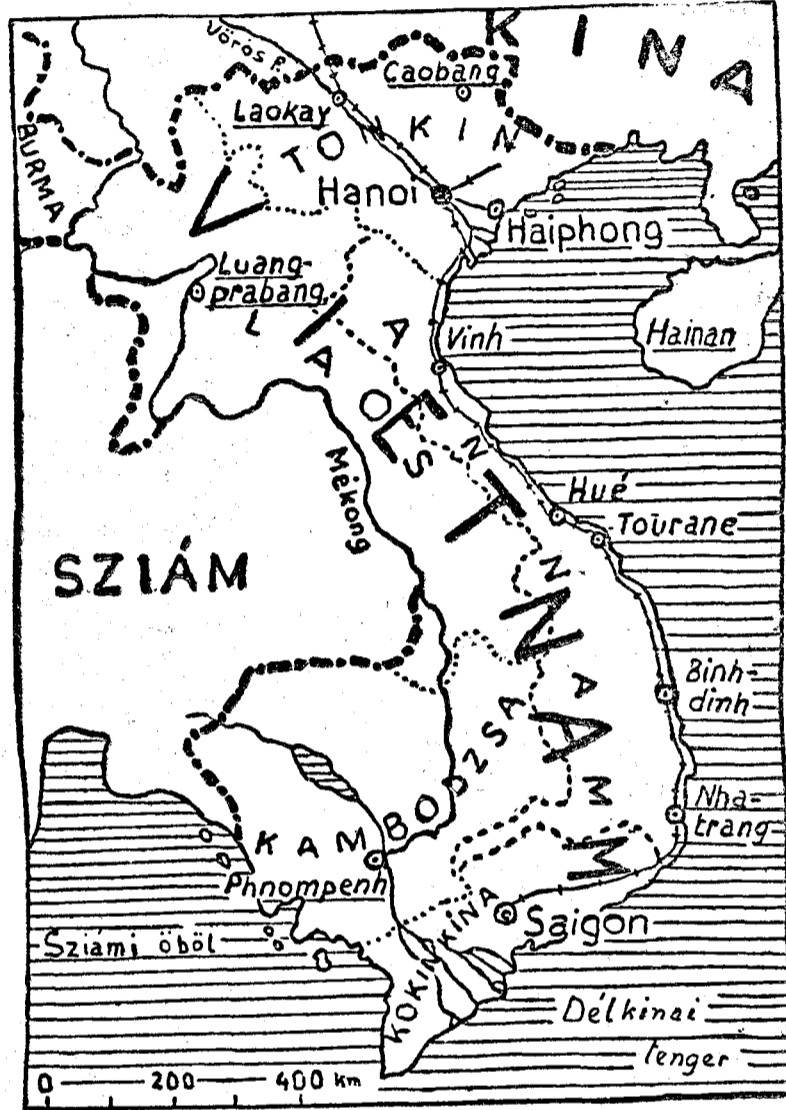 KINA
Vörös F.
Caobang
Laokay
BURMA
TONKIN
Hanoi
Haiphong
Luang-
prabang
LAOS
Vinh
Hainan
VIETNAM
ANNAM
Mékong
Hué
Tourane
SZIÁM
Binh-
dinh
KAMBODZSA
Nha-
trang
Phnompenh
Saigon
KOKINKINA
Sziámi öböl
Délkinai
tenger
0 200 400 km